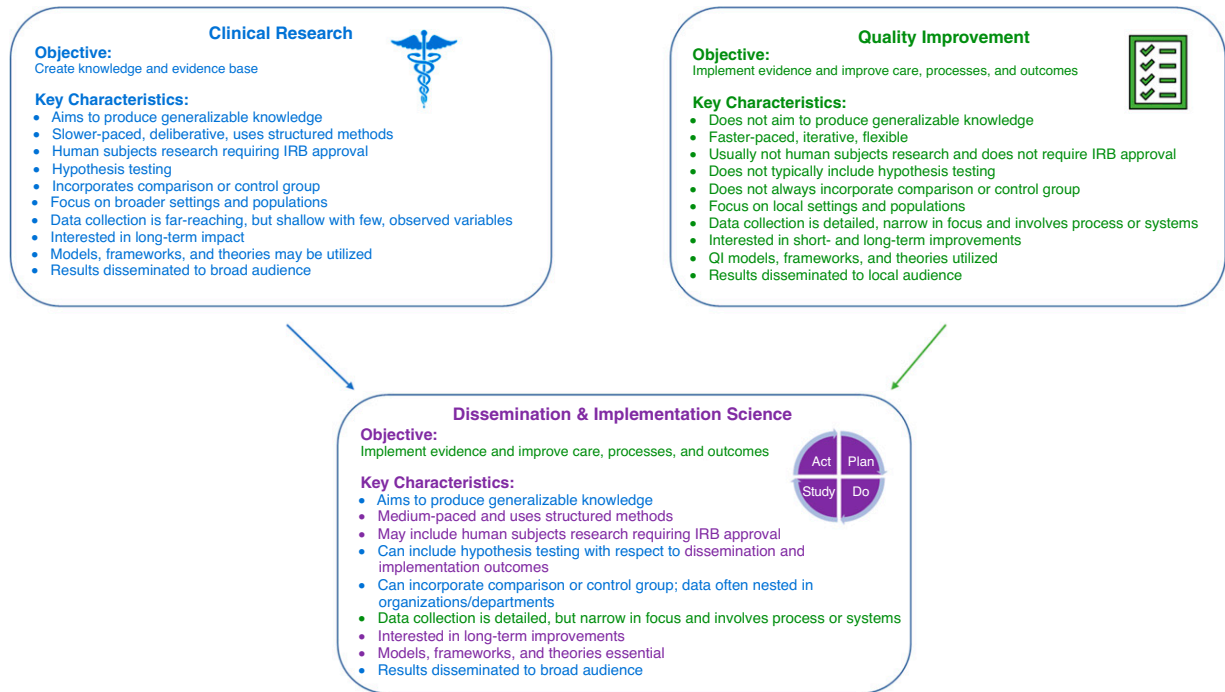 Clinical Research
Objective:
Create knowledge and evidence base
Key Characteristics:
• Aims to produce generalizable knowledge
• Slower-paced, deliberative, uses structured methods
• Human subjects research requiring IRB approval
• Hypothesis testing
• Incorporates comparison or control group
• Focus on broader settings and populations
• Data collection is far-reaching, but shallow with few, observed variables
• Interested in long-term impact
• Models, frameworks, and theories may be utilized
• Results disseminated to broad audience
Quality Improvement
Objective:
Implement evidence and improve care, processes, and outcomes
Key Characteristics:
• Does not aim to produce generalizable knowledge
• Faster-paced, iterative, flexible
• Usually not human subjects research and does not require IRB approval
• Does not typically include hypothesis testing
• Does not always incorporate comparison or control group
• Focus on local settings and populations
• Data collection is detailed, narrow in focus and involves process or systems
• Interested in short- and long-term improvements
• QI models, frameworks, and theories utilized
• Results disseminated to local audience
Dissemination & Implementation Science
Objective:
Implement evidence and improve care, processes, and outcomes
Act Plan
Study Do
Key Characteristics:
• Aims to produce generalizable knowledge
• Medium-paced and uses structured methods
• May include human subjects research requiring IRB approval
• Can include hypothesis testing with respect to dissemination and
implementation outcomes
• Can incorporate comparison or control group; data often nested in
organizations/departments
• Data collection is detailed, but narrow in focus and involves process or systems
• Interested in long-term improvements
• Models, frameworks, and theories essential
• Results disseminated to broad audience